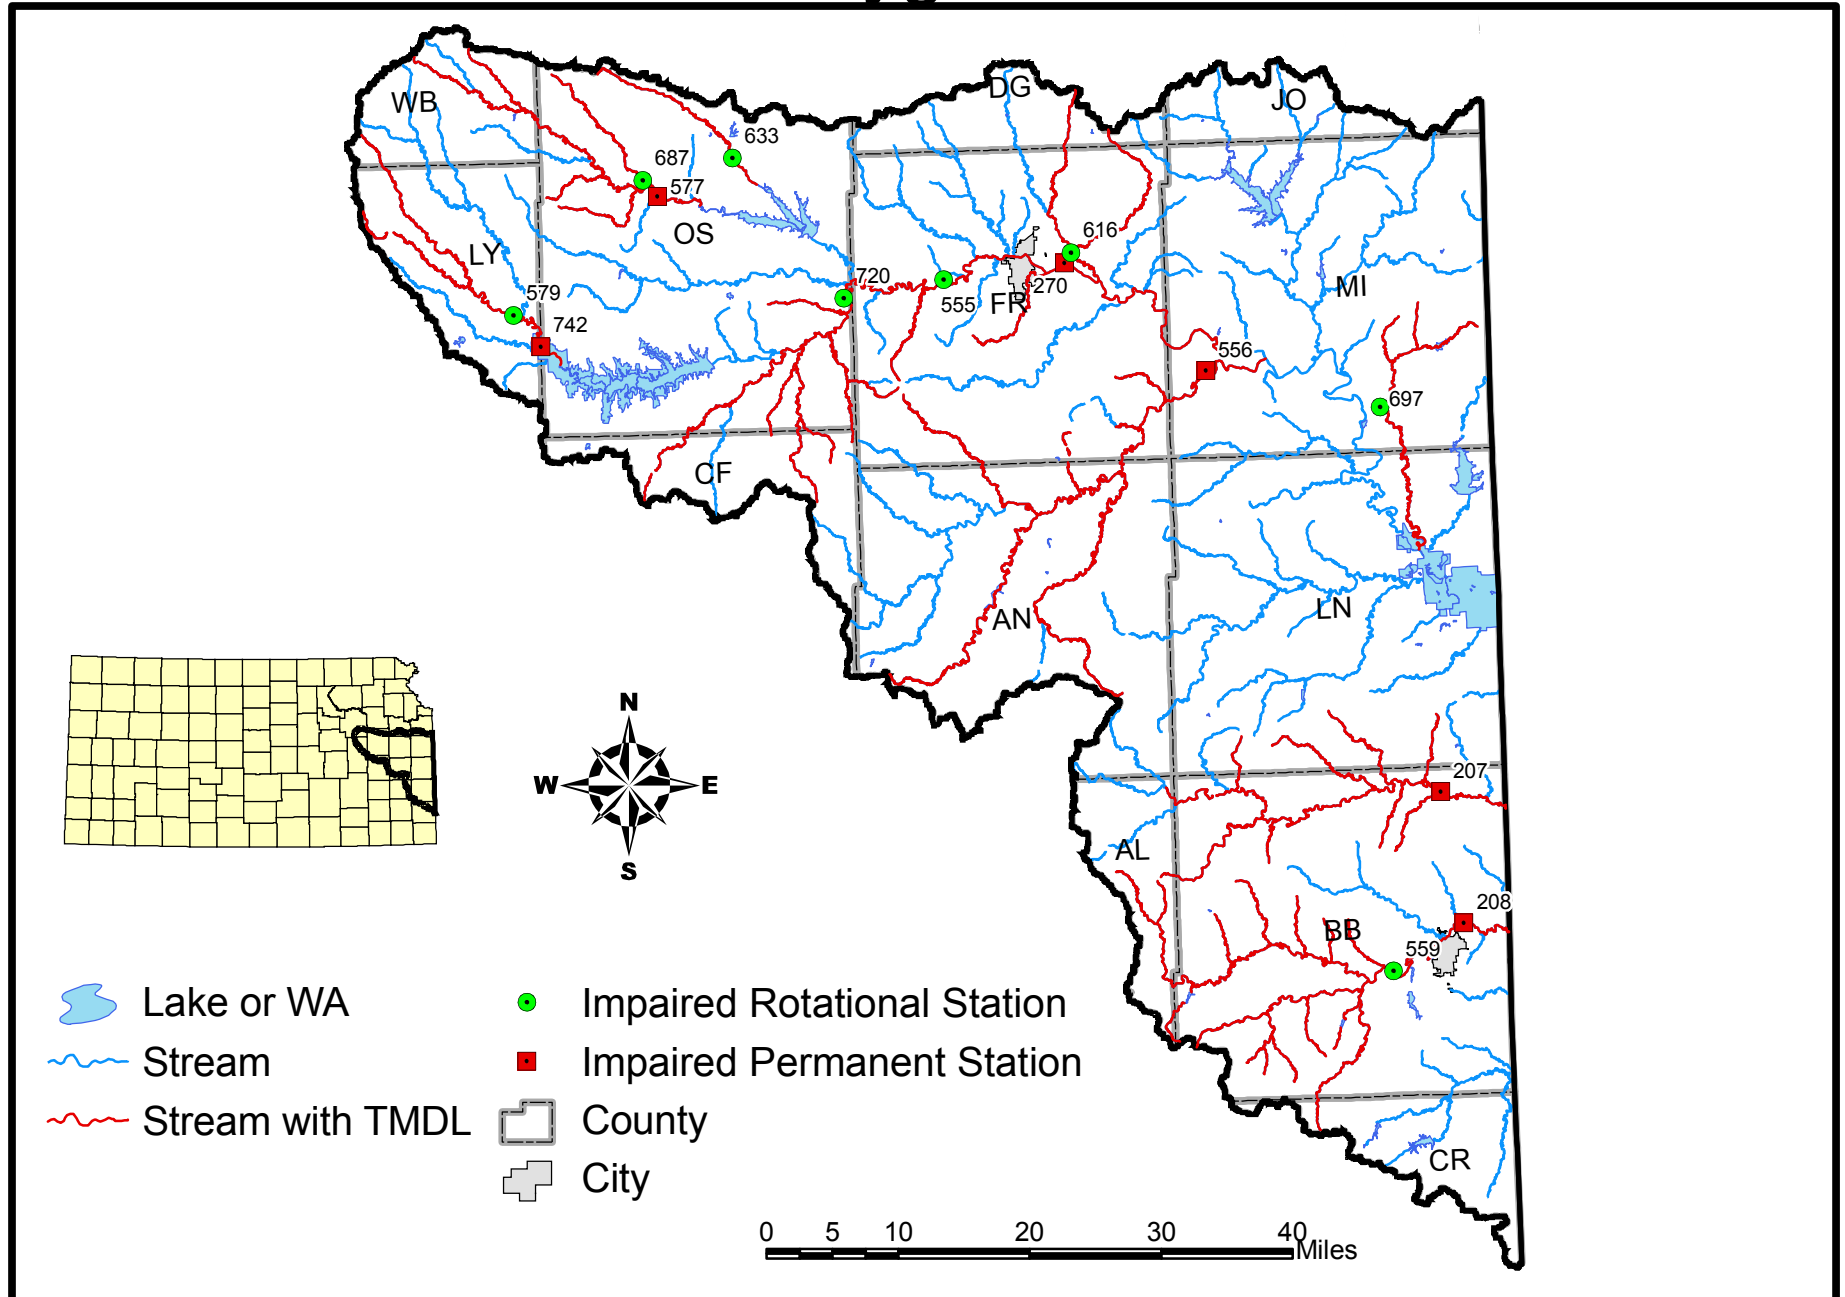 DG
WB
JO
633
687
577
OS
616
LY
720
270
MI
579
555
FR
742
556
697
CF
LN
AN
N
W
E
S
207
AL
208
BB
559
Lake or WA
Impaired Rotational Station
Stream
Impaired Permanent Station
Stream with TMDL
County
City
CR
0 5 10 20 30 40
Miles